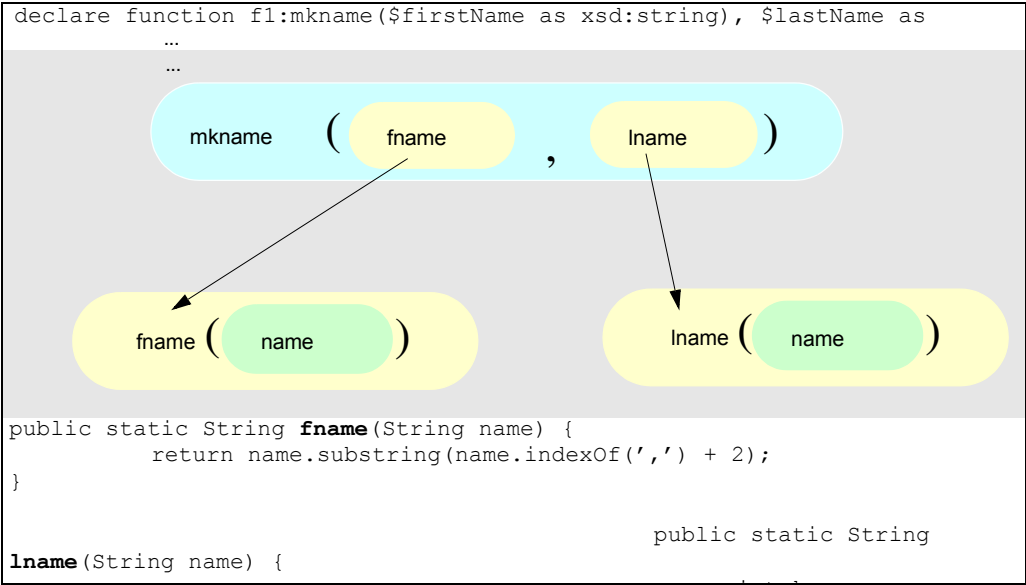 declare function f1:mkname($firstName as xsd:string), $lastName as
…
…
mkname ( fname , lname )
fname ( name ) lname ( name )
public static String fname(String name) {
return name.substring(name.indexOf(',') + 2);
}
public static String
lname(String name) {